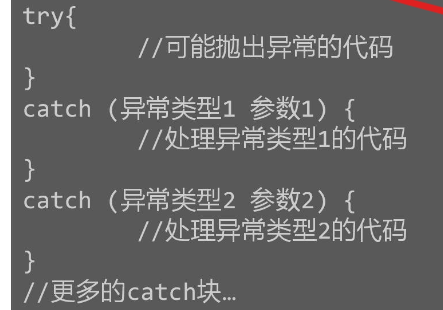 try{
//可能抛出异常的代码
}
catch (异常类型1 参数1) {
//处理异常类型1的代码
}
catch (异常类型2 参数2) {
//处理异常类型2的代码
}
//更多的catch块…